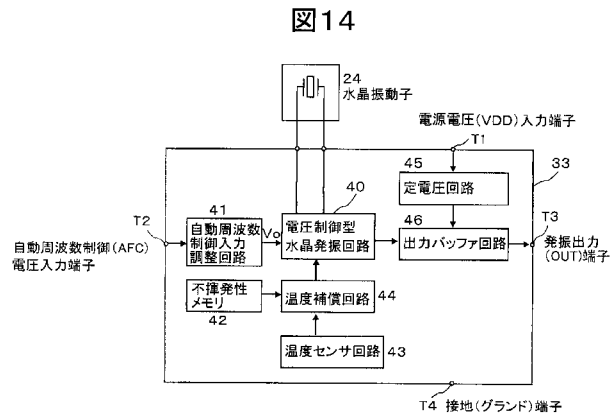 図14
24
水晶振動子
電源電圧(VDD)入力端子
T1
33
45
定電圧回路
40
T2
41
自動周波数
制御入力
調整回路
Vo
電圧制御型
水晶発振回路
46
出力バッファ回路
T3
発振出力
(OUT)端子
自動周波数制御(AFC)
電圧入力端子
不揮発性
メモリ
42
温度補償回路
44
温度センサ回路
43
T4 接地(グランド)端子